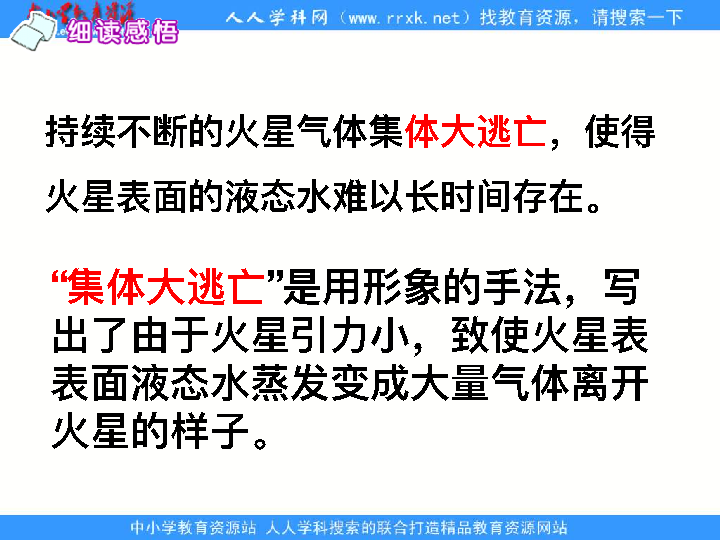 人人学科网（www.rrxk.net）找教育资源，请搜索一下
细读感悟
持续不断的火星气体集体大逃亡，使得
火星表面的液态水难以长时间存在。
“集体大逃亡”是用形象的手法，写
出了由于火星引力小，致使火星表
表面液态水蒸发变成大量气体离开
火星的样子。
中小学教育资源站 人人学科搜索的联合打造精品教育资源网站